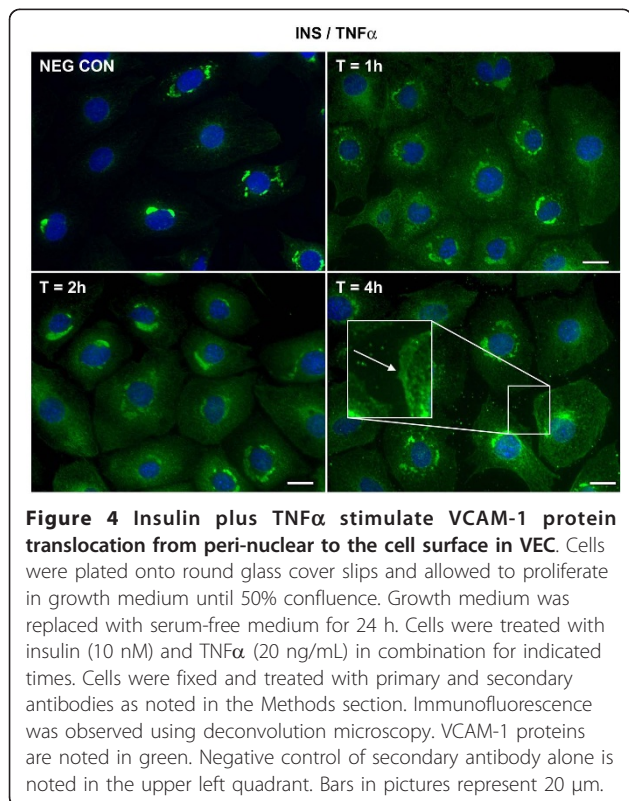 INS / TNFα
NEG CON
T = 1h
T = 2h
T = 4h
Figure 4 Insulin plus TNFα stimulate VCAM-1 protein
translocation from peri-nuclear to the cell surface in VEC. Cells
were plated onto round glass cover slips and allowed to proliferate
in growth medium until 50% confluence. Growth medium was
replaced with serum-free medium for 24 h. Cells were treated with
insulin (10 nM) and TNFα (20 ng/mL) in combination for indicated
times. Cells were fixed and treated with primary and secondary
antibodies as noted in the Methods section. Immunofluorescence
was observed using deconvolution microscopy. VCAM-1 proteins
are noted in green. Negative control of secondary antibody alone is
noted in the upper left quadrant. Bars in pictures represent 20 μm.